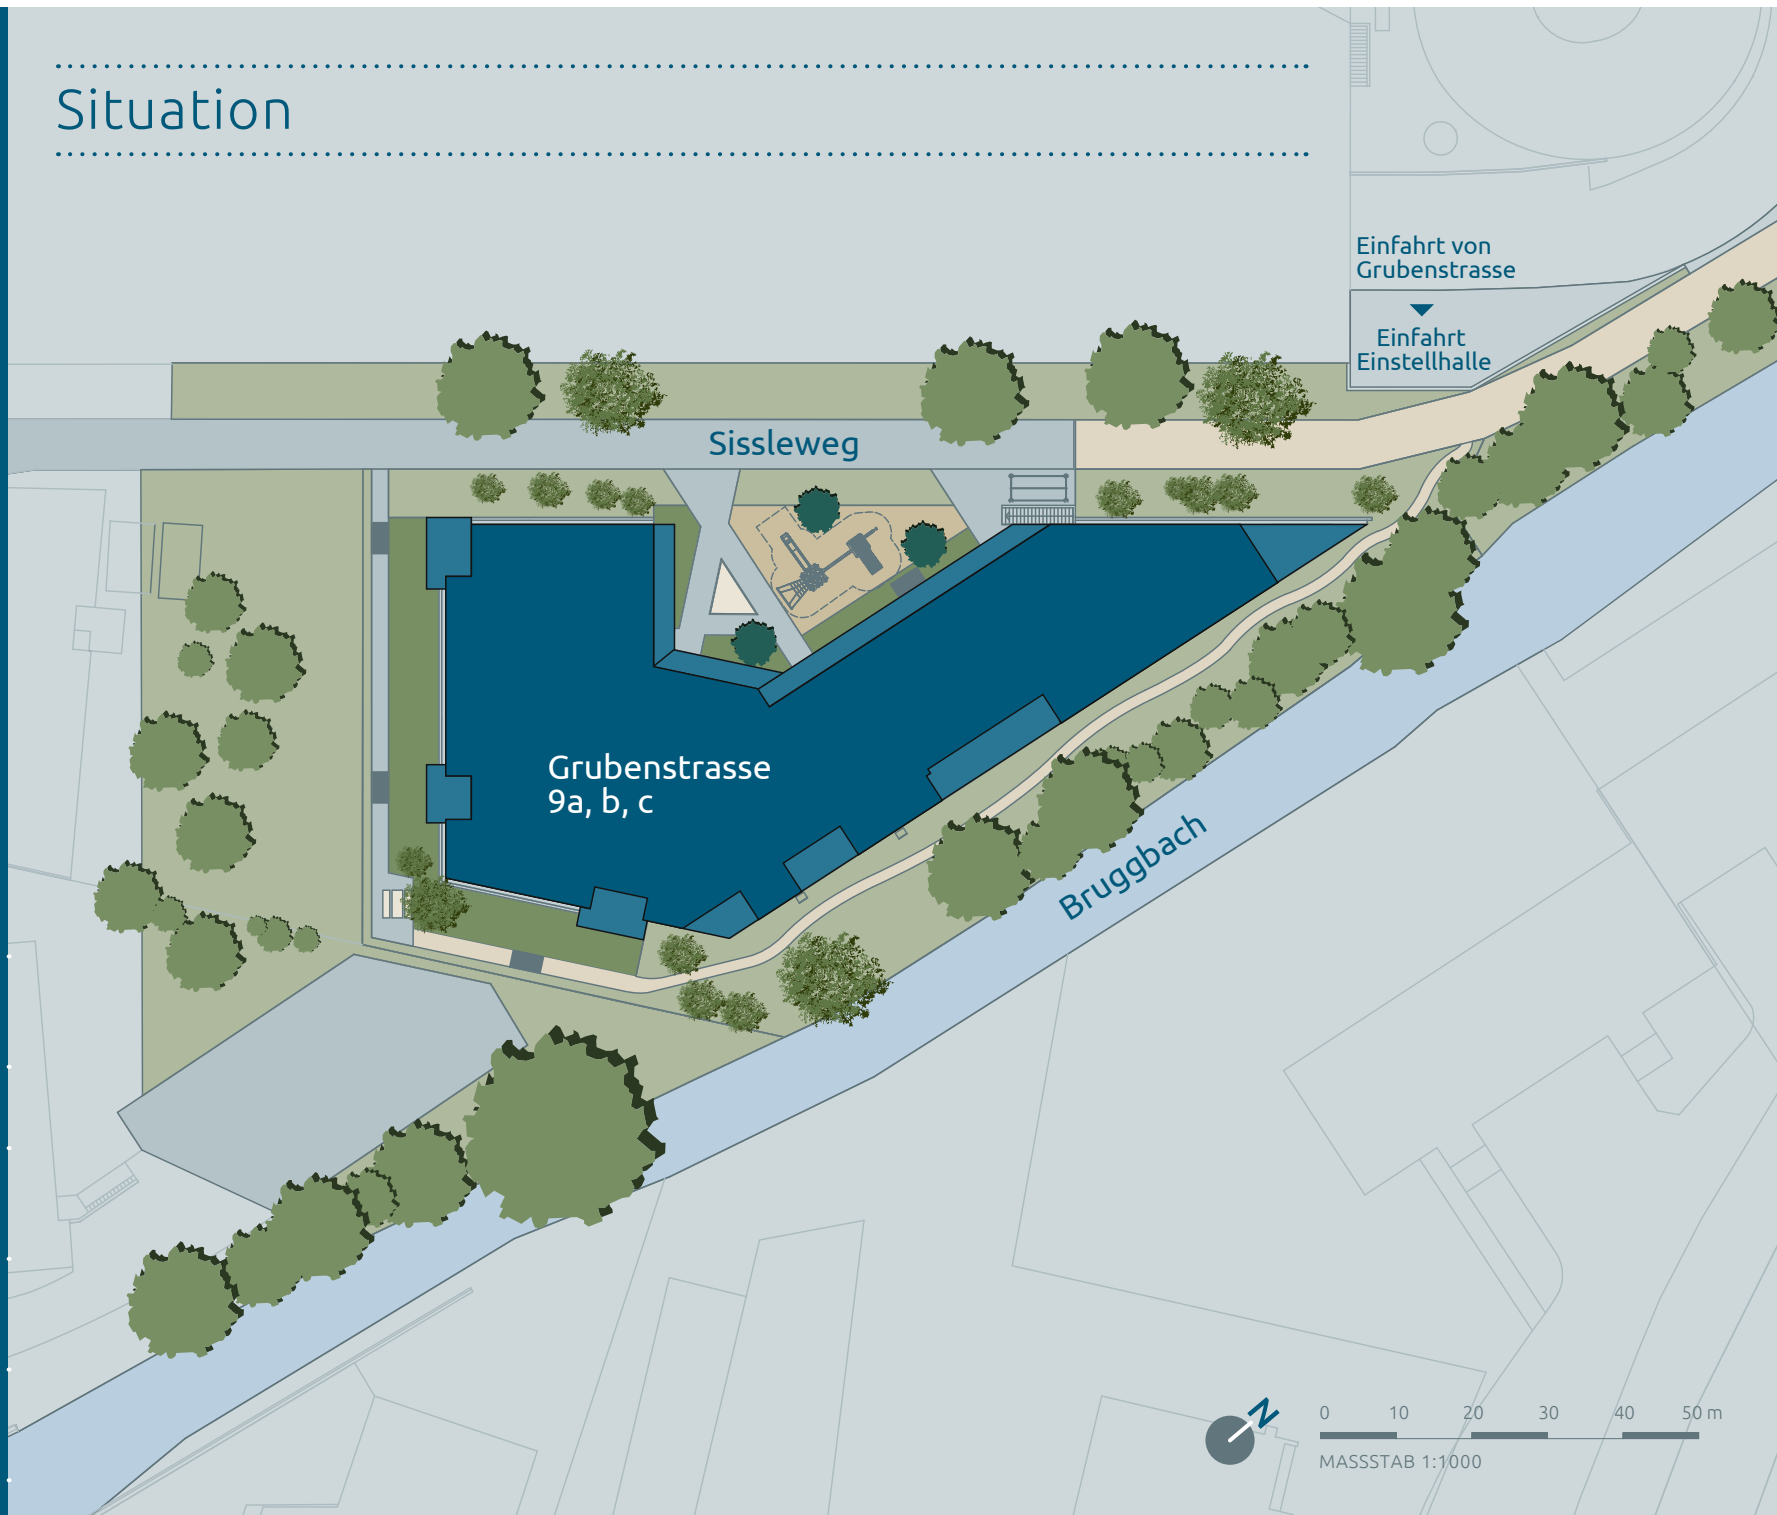 Situation
Einfahrt von
Grubenstrasse
Einfahrt
Einstellhalle
Sissleweg
Grubenstrasse
9a, b, c
Bruggbach
N
0 10 20 30 40 50 m
MASSSTAB 1:1000